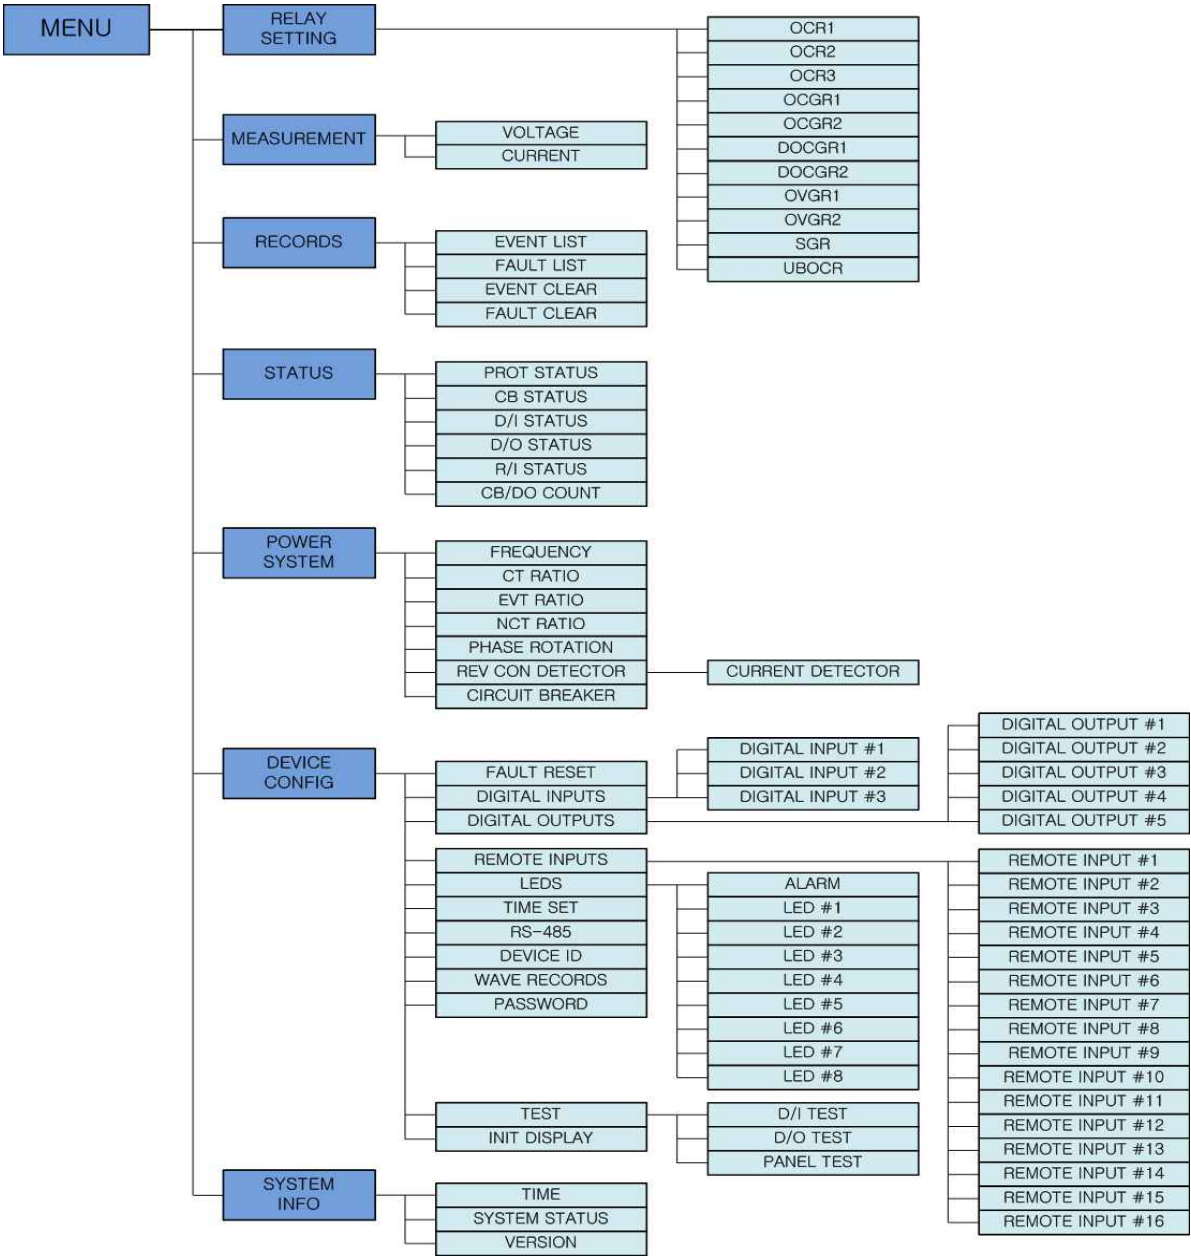 MENU
RELAY
SETTING
OCR1
OCR2
OCR3
OCGR1
OCGR2
DOCGR1
DOCGR2
OVGR1
OVGR2
SGR
UBOCR
MEASUREMENT
VOLTAGE
CURRENT
RECORDS
EVENT LIST
FAULT LIST
EVENT CLEAR
FAULT CLEAR
STATUS
PROT STATUS
CB STATUS
D/I STATUS
D/O STATUS
R/I STATUS
CB/DO COUNT
POWER
SYSTEM
FREQUENCY
CT RATIO
EVT RATIO
NCT RATIO
PHASE ROTATION
REV CON DETECTOR
CURRENT DETECTOR
CIRCUIT BREAKER
DEVICE
CONFIG
FAULT RESET
DIGITAL INPUTS
DIGITAL INPUT #1
DIGITAL INPUT #2
DIGITAL INPUT #3
DIGITAL OUTPUTS
DIGITAL OUTPUT #1
DIGITAL OUTPUT #2
DIGITAL OUTPUT #3
DIGITAL OUTPUT #4
DIGITAL OUTPUT #5
REMOTE INPUTS
REMOTE INPUT #1
REMOTE INPUT #2
REMOTE INPUT #3
REMOTE INPUT #4
REMOTE INPUT #5
REMOTE INPUT #6
REMOTE INPUT #7
REMOTE INPUT #8
REMOTE INPUT #9
REMOTE INPUT #10
REMOTE INPUT #11
REMOTE INPUT #12
REMOTE INPUT #13
REMOTE INPUT #14
REMOTE INPUT #15
REMOTE INPUT #16
LEDS
ALARM
LED #1
LED #2
LED #3
LED #4
LED #5
LED #6
LED #7
LED #8
TIME SET
RS-485
DEVICE ID
WAVE RECORDS
PASSWORD
TEST
D/I TEST
D/O TEST
PANEL TEST
INIT DISPLAY
SYSTEM
INFO
TIME
SYSTEM STATUS
VERSION